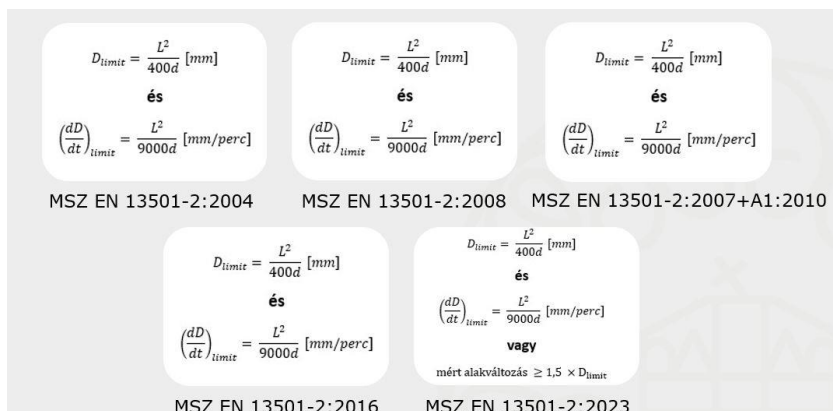 D_limit = L²/400d [mm]
és
(dD/dt)_limit = L²/9000d [mm/perc]
MSZ EN 13501-2:2004
D_limit = L²/400d [mm]
és
(dD/dt)_limit = L²/9000d [mm/perc]
MSZ EN 13501-2:2008
D_limit = L²/400d [mm]
és
(dD/dt)_limit = L²/9000d [mm/perc]
MSZ EN 13501-2:2007+A1:2010
D_limit = L²/400d [mm]
és
(dD/dt)_limit = L²/9000d [mm/perc]
MSZ EN 13501-2:2016
D_limit = L²/400d [mm]
és
(dD/dt)_limit = L²/9000d [mm/perc]
vagy
mért alakváltozás ≥ 1,5 × D_limit
MSZ EN 13501-2:2023